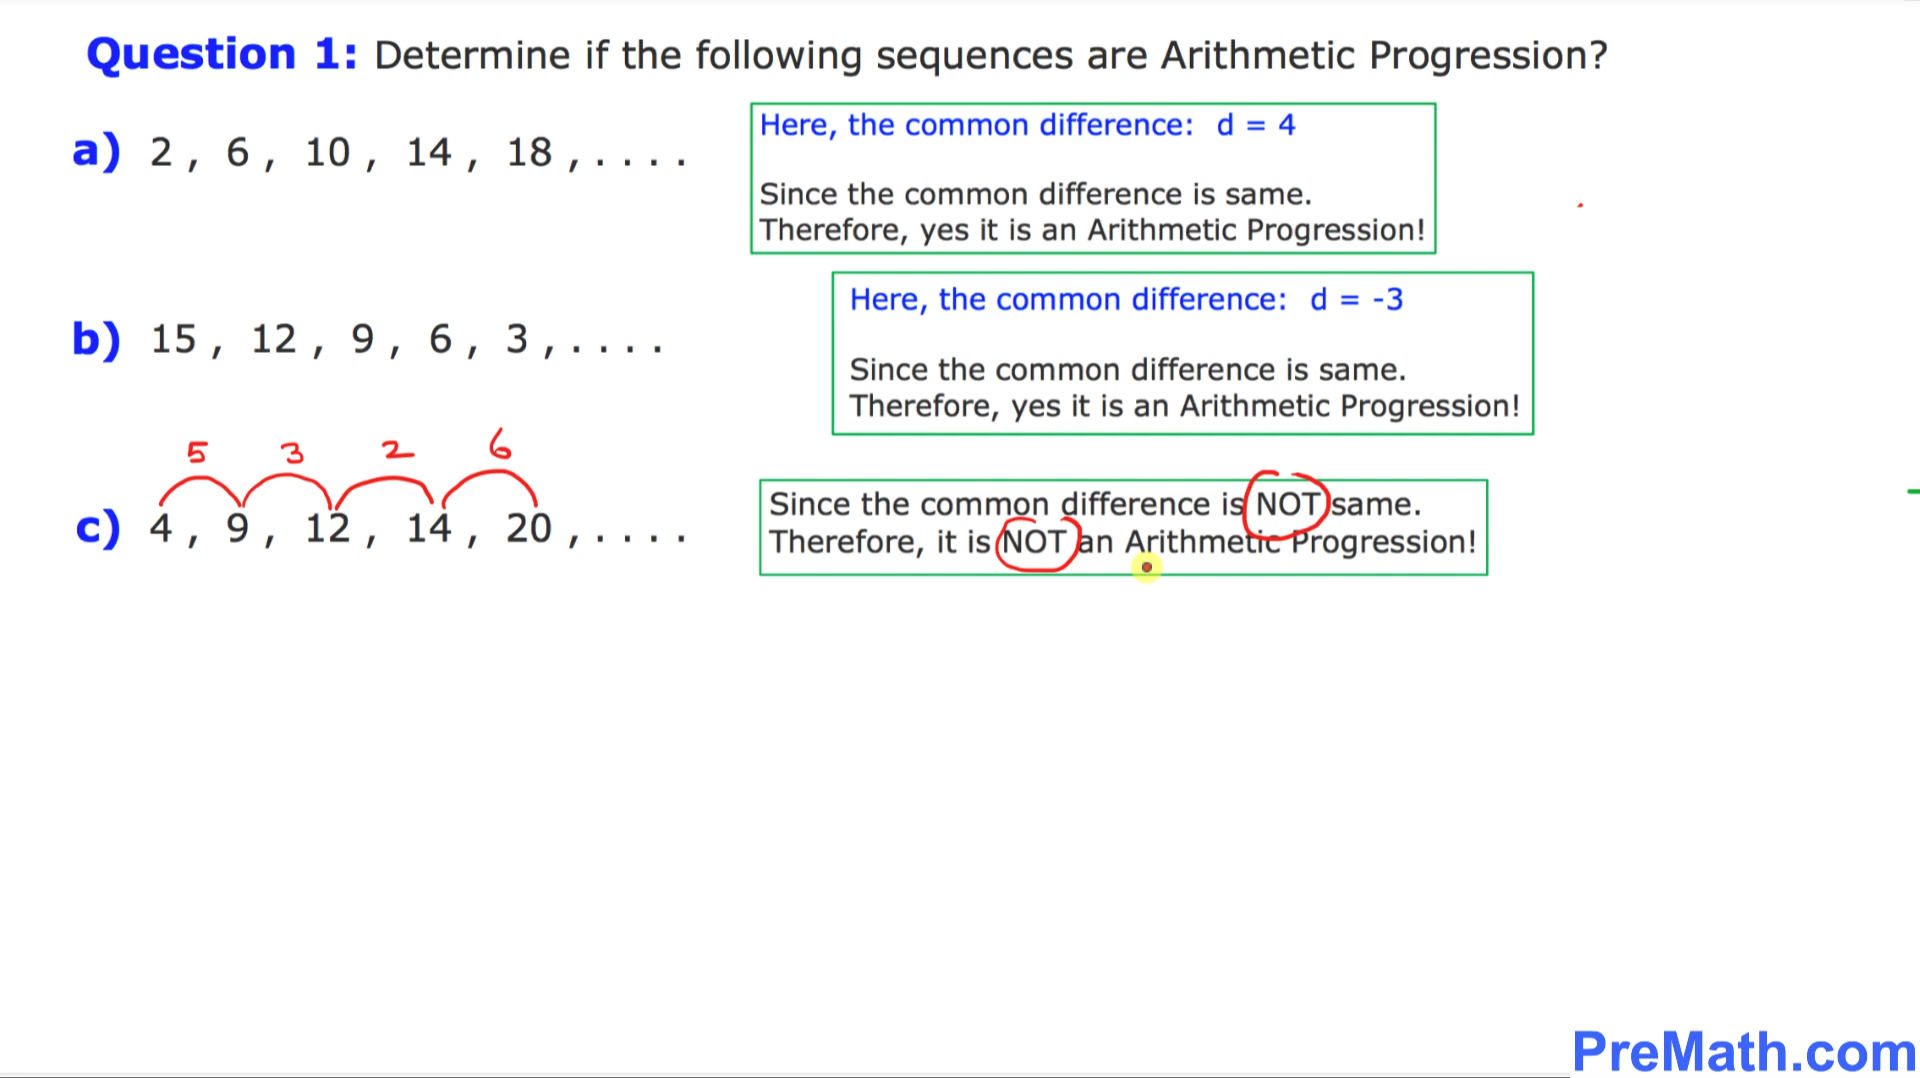 Question 1: Determine if the following sequences are Arithmetic Progression?
a) 2 , 6 , 10 , 14 , 18 , . . . .
Here, the common difference: d = 4
Since the common difference is same.
Therefore, yes it is an Arithmetic Progression!
b) 15 , 12 , 9 , 6 , 3 , . . . .
Here, the common difference: d = -3
Since the common difference is same.
Therefore, yes it is an Arithmetic Progression!
5 3 2 6
c) 4 , 9 , 12 , 14 , 20 , . . . .
Since the common difference is NOT same.
Therefore, it is NOT an Arithmetic Progression!
PreMath.com